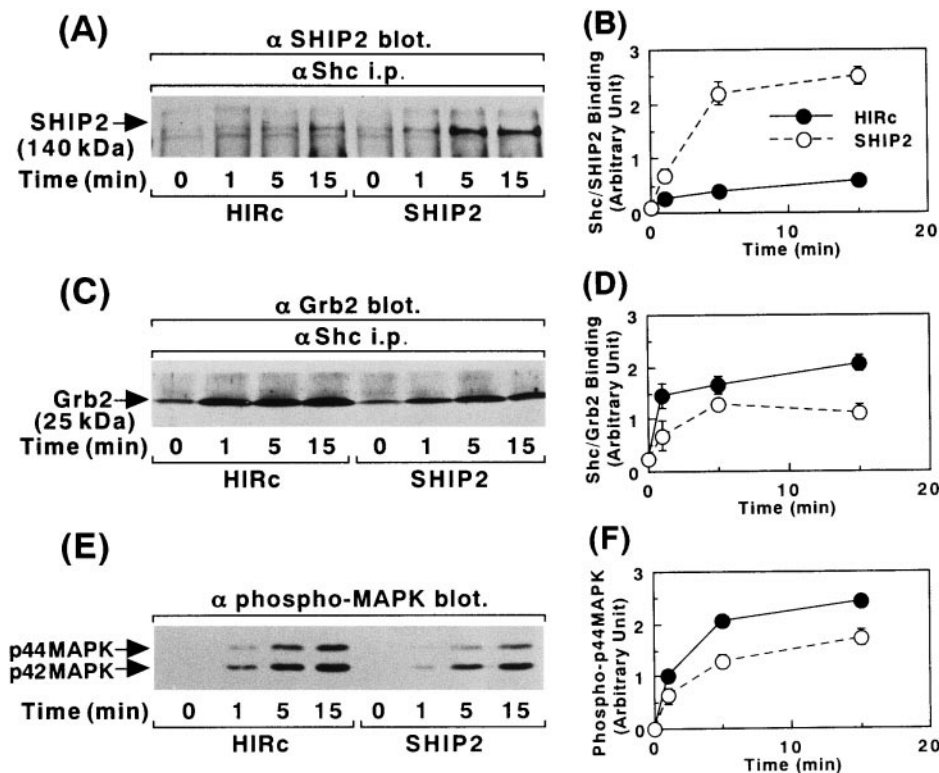 (A)
α SHIP2 blot.
α Shc i.p.
SHIP2
(140 kDa)
Time (min) 0 1 5 15 0 1 5 15
HIRc SHIP2
(B)
Shc/SHIP2 Binding
(Arbitrary Unit)
3
2
1
0
HIRc
SHIP2
0 10 20
Time (min)
(C)
α Grb2 blot.
α Shc i.p.
Grb2
(25 kDa)
Time (min) 0 1 5 15 0 1 5 15
HIRc SHIP2
(D)
Shc/Grb2 Binding
(Arbitrary Unit)
3
2
1
0
0 10 20
Time (min)
(E)
α phospho-MAPK blot.
p44MAPK
p42MAPK
Time (min) 0 1 5 15 0 1 5 15
HIRc SHIP2
(F)
Phospho-p44MAPK
(Arbitrary Unit)
3
2
1
0
0 10 20
Time (min)